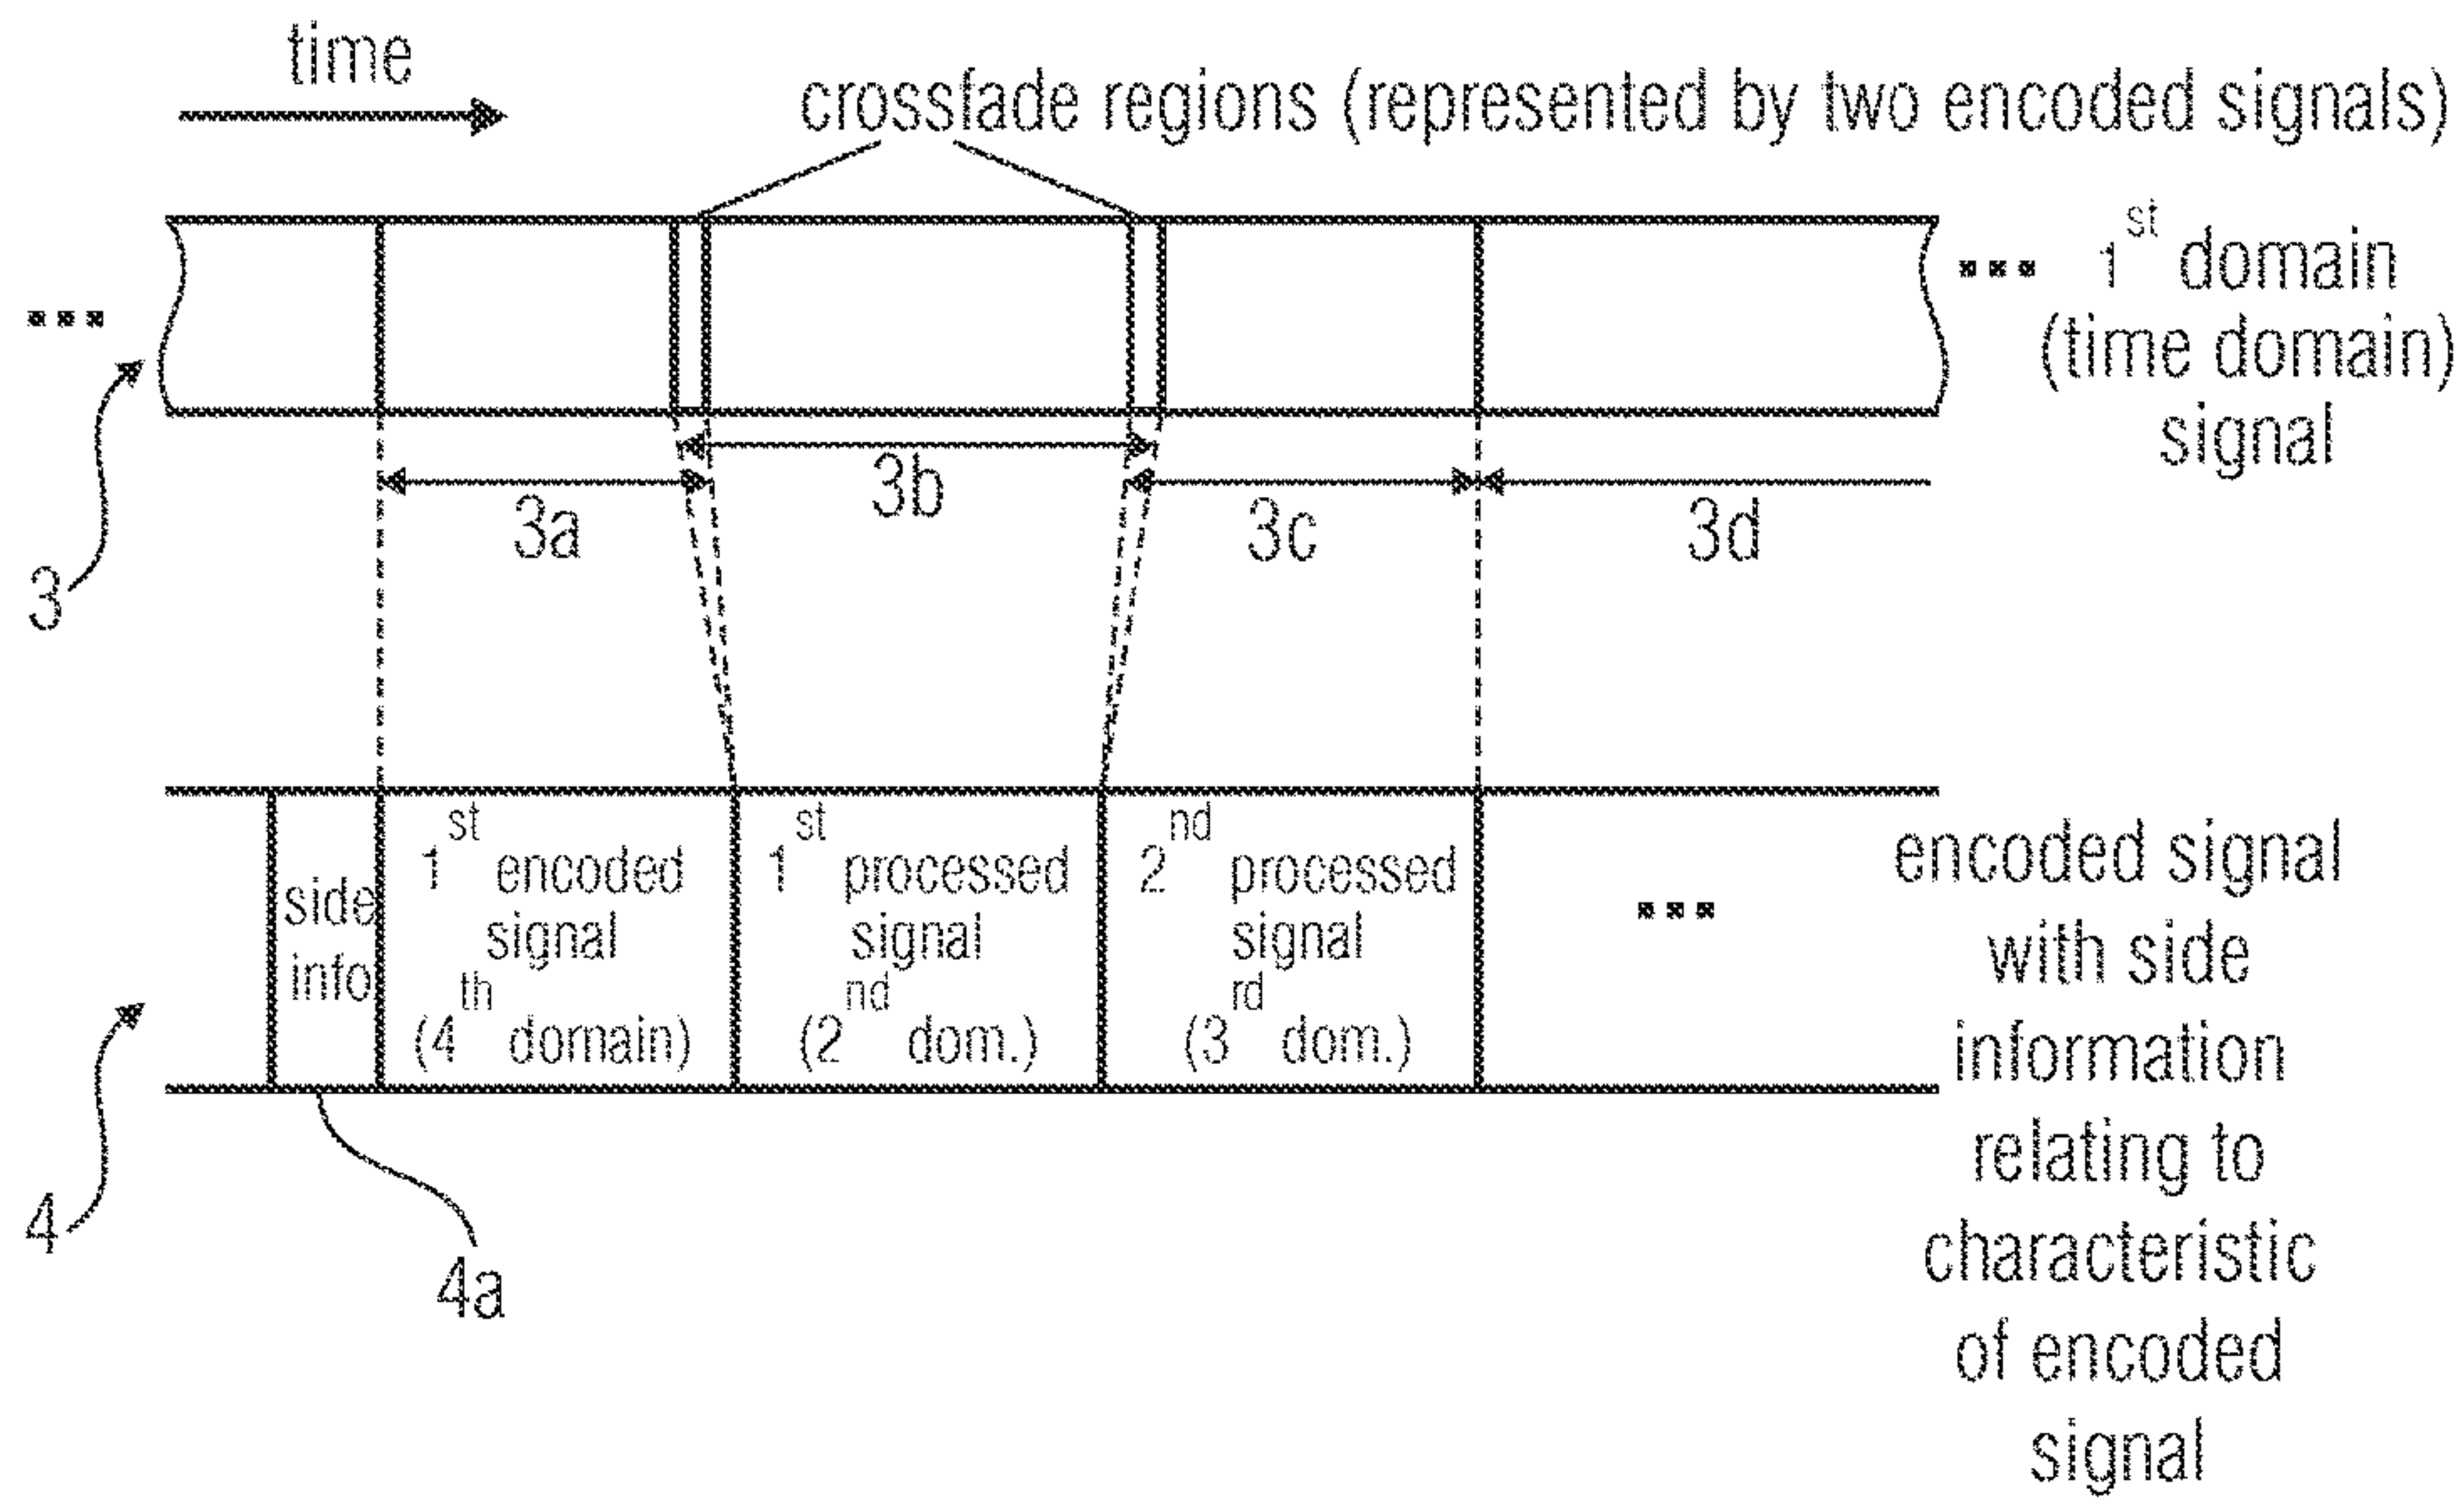 time
crossfade regions (represented by two encoded signals)
... 1st domain
(time domain)
signal
...
3b
3a
3c
3d
3
side
info
1st encoded
signal
(4th domain)
1st processed
signal
(2nd dom.)
2nd processed
signal
(3rd dom.)
...
encoded signal
with side
information
relating to
characteristic
of encoded
signal
4
4a